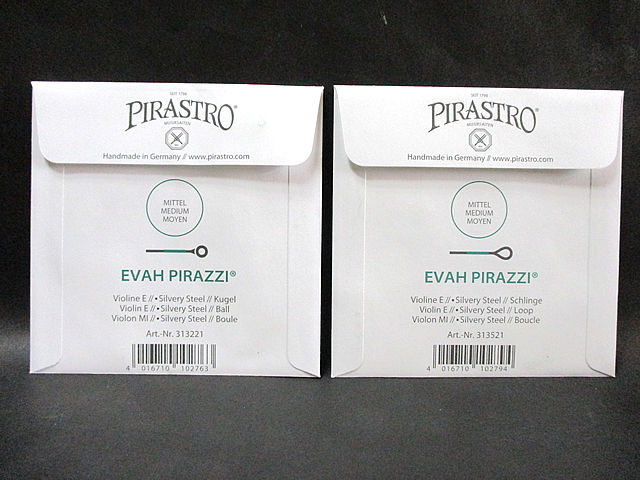 SEIT 1798
PIRASTRO®
MUSIKSAITEN
Handmade in Germany // www.pirastro.com
MITTEL
MEDIUM
MOYEN
EVAH PIRAZZI®
Violine E // • Silvery Steel // Kugel
Violin E // • Silvery Steel // Ball
Violon MI // • Silvery Steel // Boule
Art.-Nr. 313221
4 016710 102763
SEIT 1798
PIRASTRO®
MUSIKSAITEN
Handmade in Germany // www.pirastro.com
MITTEL
MEDIUM
MOYEN
EVAH PIRAZZI®
Violine E // • Silvery Steel // Schlinge
Violin E // • Silvery Steel // Loop
Violon MI // • Silvery Steel // Boucle
Art.-Nr. 313521
4 016710 102794